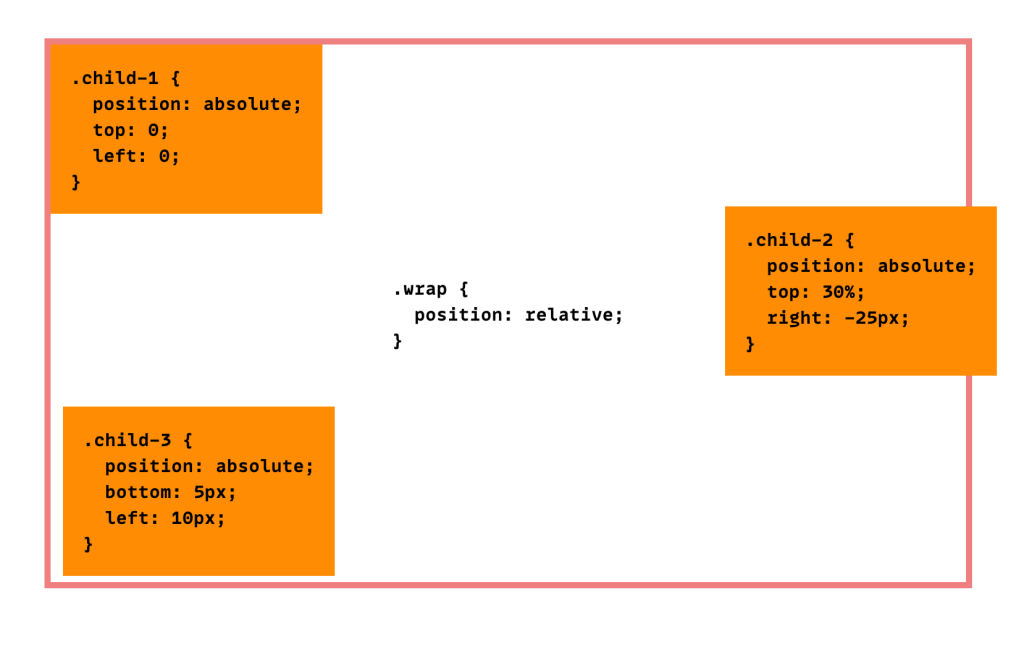 .child-1 {
  position: absolute;
  top: 0;
  left: 0;
}
.child-2 {
  position: absolute;
  top: 30%;
  right: -25px;
}
.wrap {
  position: relative;
}
.child-3 {
  position: absolute;
  bottom: 5px;
  left: 10px;
}